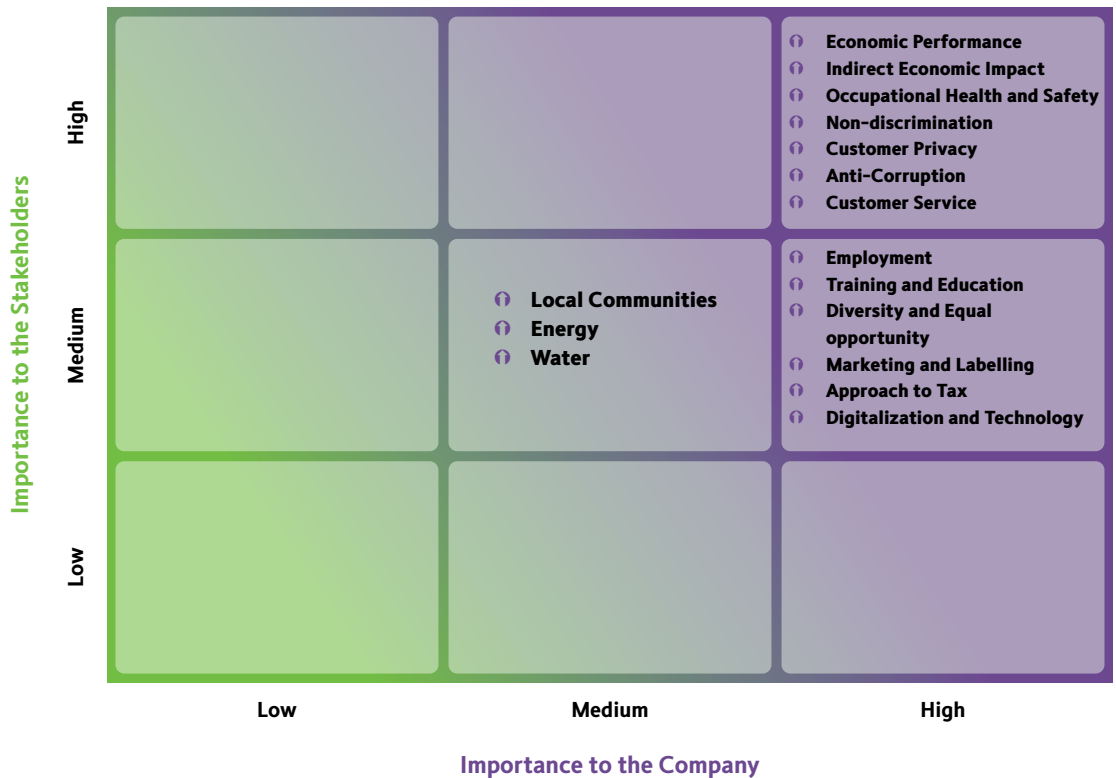 Importance to the Stakeholders
High
Medium
Low
Economic Performance
Indirect Economic Impact
Occupational Health and Safety
Non-discrimination
Customer Privacy
Anti-Corruption
Customer Service
Local Communities
Energy
Water
Employment
Training and Education
Diversity and Equal
opportunity
Marketing and Labelling
Approach to Tax
Digitalization and Technology
Low
Medium
High
Importance to the Company